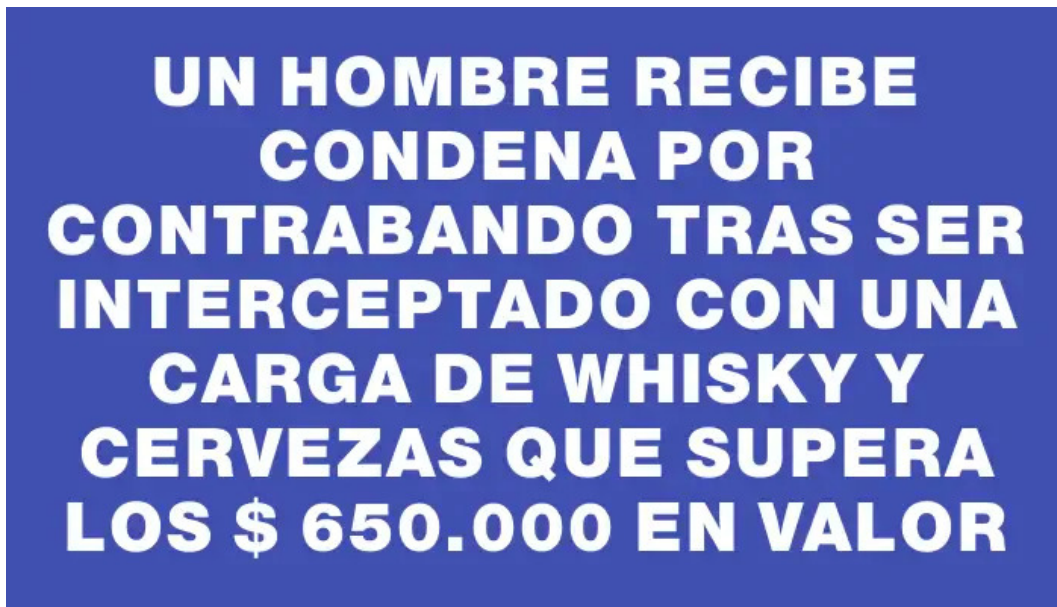 UN HOMBRE RECIBE
CONDENA POR
CONTRABANDO TRAS SER
INTERCEPTADO CON UNA
CARGA DE WHISKY Y
CERVEZAS QUE SUPERA
LOS $ 650.000 EN VALOR